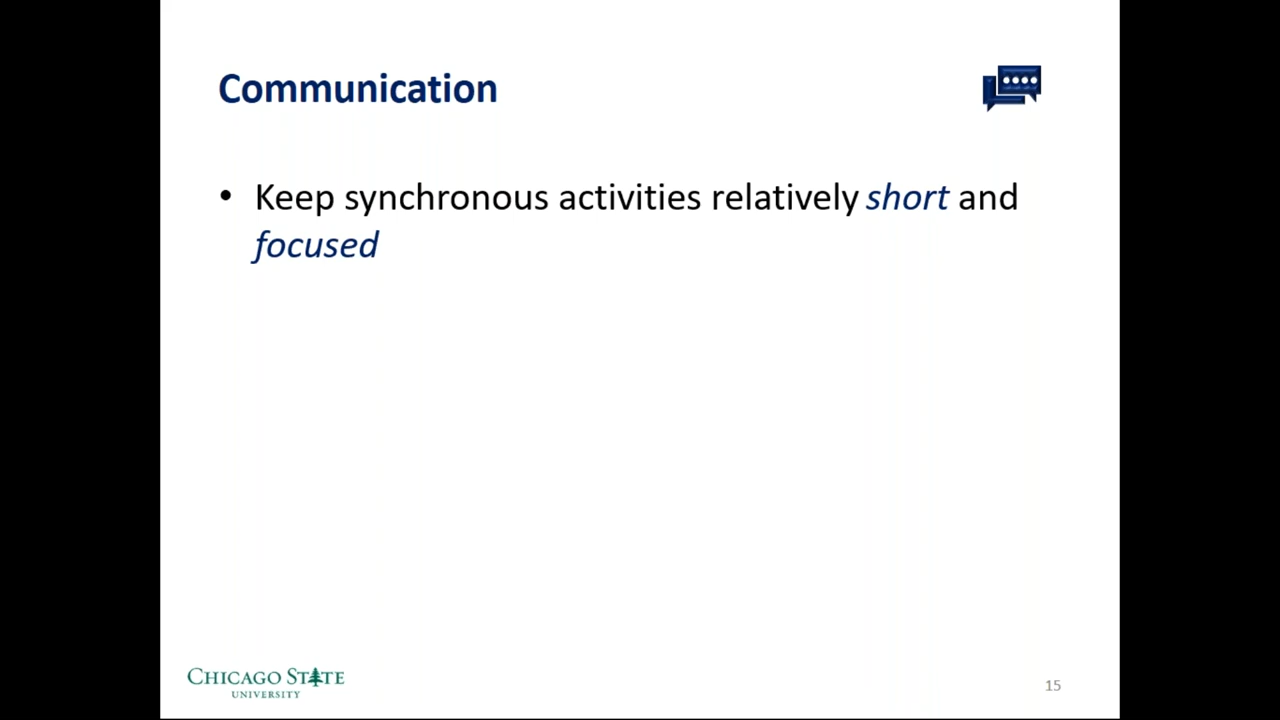 Communication
• Keep synchronous activities relatively short and
focused
CHICAGO STATE
UNIVERSITY
15